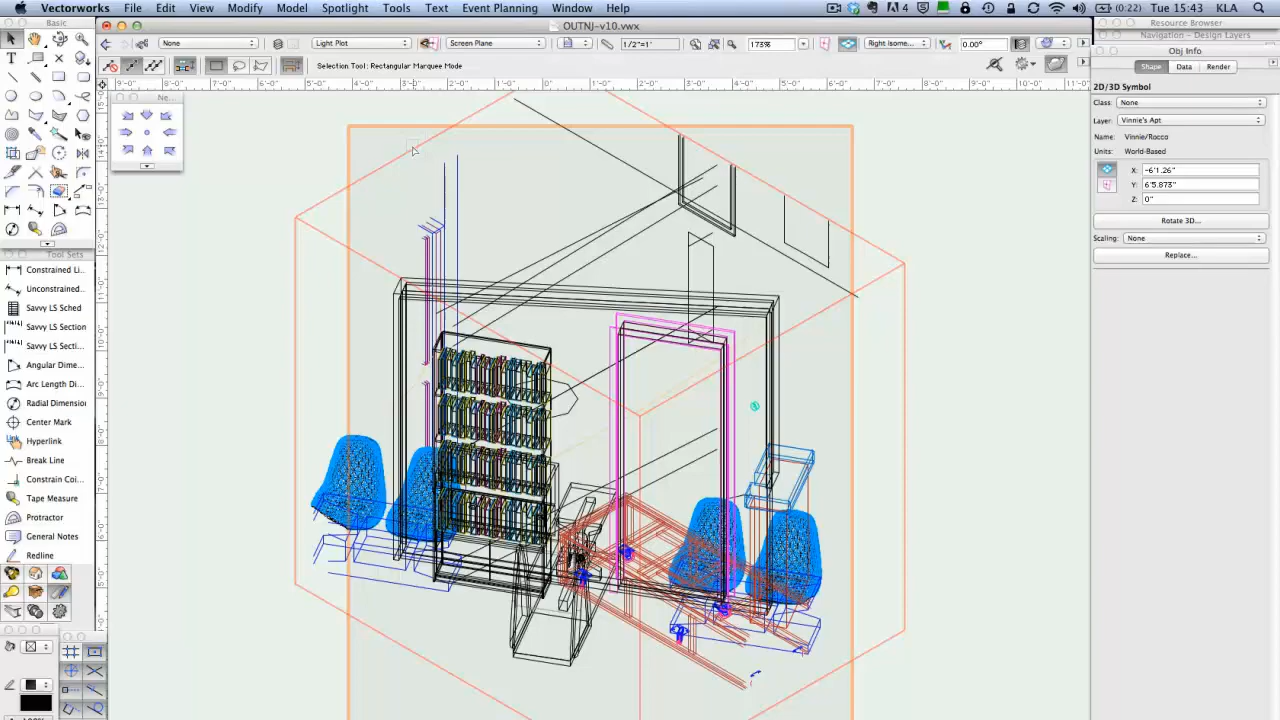 Vectorworks File Edit View Modify Model Spotlight Tools Text Event Planning Window Help (0:22) Tue 15:43 KLA
OUTNJ-v10.vwx
Basic
Resource Browser
Navigation - Design Layers
Obj Info
None Light Plot Screen Plane 1/2"=1' 173% Right Isome... 0.00°
Selection Tool: Rectangular Marquee Mode
Shape Data Render
2D/3D Symbol
Class: None
Layer: Vinnie's Apt
Name: Vinnie/Rocco
Units: World-Based
X: -6'1.26"
Y: 6'5.873"
Z: 0"
Rotate 3D...
Scaling: None
Replace...
Ne...
Tool Sets
Constrained Li...
Unconstrained...
Savvy LS Sched
Savvy LS Section
Savvy LS Secti...
Angular Dime...
Arc Length Di...
Radial Dimension
Center Mark
Hyperlink
Break Line
Constrain Coi...
Tape Measure
Protractor
General Notes
Redline